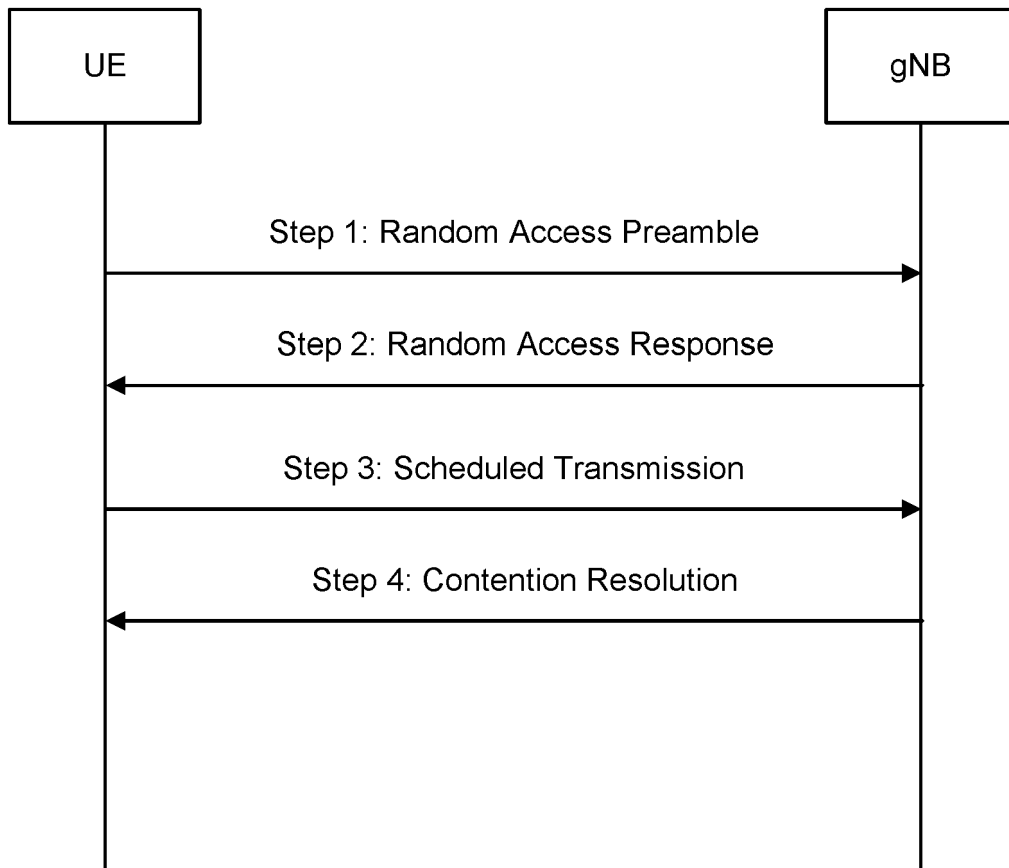 UE
gNB
Step 1: Random Access Preamble
Step 2: Random Access Response
Step 3: Scheduled Transmission
Step 4: Contention Resolution